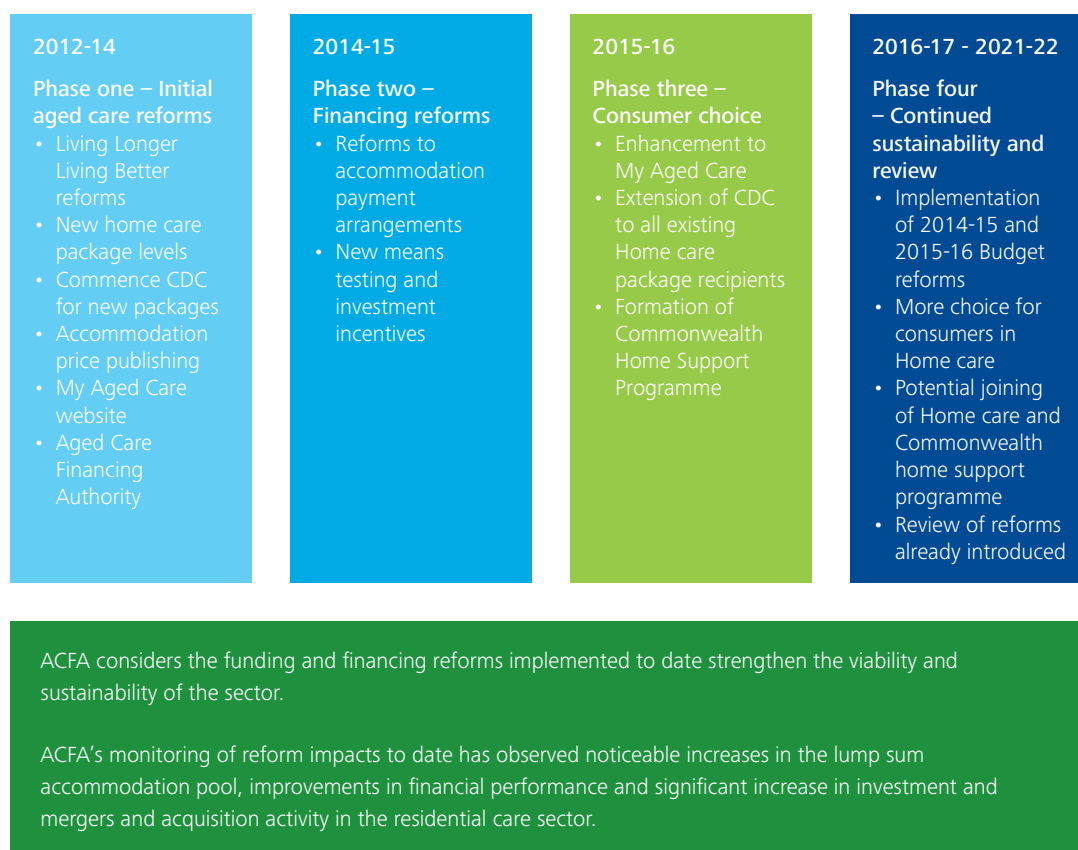 2012-14
Phase one – Initial
aged care reforms
• Living Longer
Living Better
reforms
• New home care
package levels
• Commence CDC
for new packages
• Accommodation
price publishing
• My Aged Care
website
• Aged Care
Financing
Authority
2014-15
Phase two –
Financing reforms
• Reforms to
accommodation
payment
arrangements
• New means
testing and
investment
incentives
2015-16
Phase three –
Consumer choice
• Enhancement to
My Aged Care
• Extension of CDC
to all existing
Home care
package recipients
• Formation of
Commonwealth
Home Support
Programme
2016-17 - 2021-22
Phase four
– Continued
sustainability and
review
• Implementation
of 2014-15 and
2015-16 Budget
reforms
• More choice for
consumers in
Home care
• Potential joining
of Home care and
Commonwealth
home support
programme
• Review of reforms
already introduced
ACFA considers the funding and financing reforms implemented to date strengthen the viability and
sustainability of the sector.
ACFA's monitoring of reform impacts to date has observed noticeable increases in the lump sum
accommodation pool, improvements in financial performance and significant increase in investment and
mergers and acquisition activity in the residential care sector.